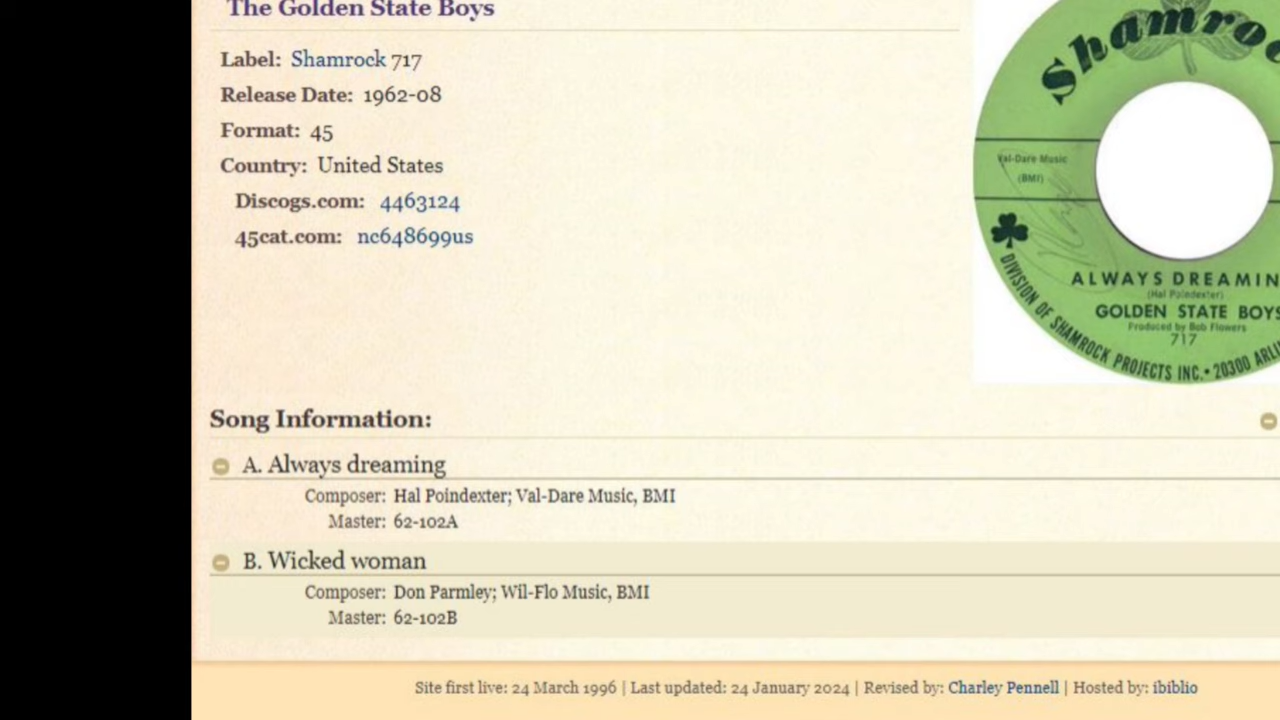 The Golden State Boys
Label: Shamrock 717
Release Date: 1962-08
Format: 45
Country: United States
Discogs.com: 4463124
45cat.com: nc648699us
Shamroc
Val-Dare Music
(BMI)
ALWAYS DREAMIN
(Hal Poindexter)
GOLDEN STATE BOYS
Produced by Bob Flowers
717
DIVISION OF SHAMROCK PROJECTS INC. • 20300 ARLI
Song Information:
A. Always dreaming
Composer: Hal Poindexter; Val-Dare Music, BMI
Master: 62-102A
B. Wicked woman
Composer: Don Parmley; Wil-Flo Music, BMI
Master: 62-102B
Site first live: 24 March 1996 | Last updated: 24 January 2024 | Revised by: Charley Pennell | Hosted by: ibiblio